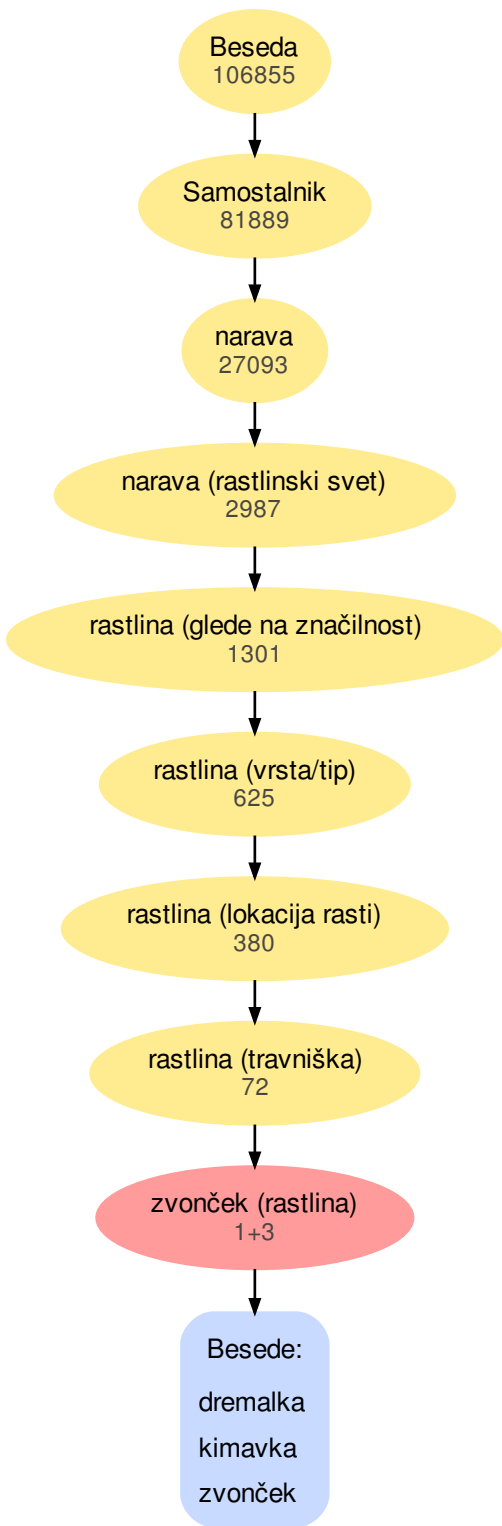 Beseda
106855
Samostalnik
81889
narava
27093
narava (rastlinski svet)
2987
rastlina (glede na značilnost)
1301
rastlina (vrsta/tip)
625
rastlina (lokacija rasti)
380
rastlina (travniška)
72
zvonček (rastlina)
1+3
Besede:
dremalka
kimavka
zvonček